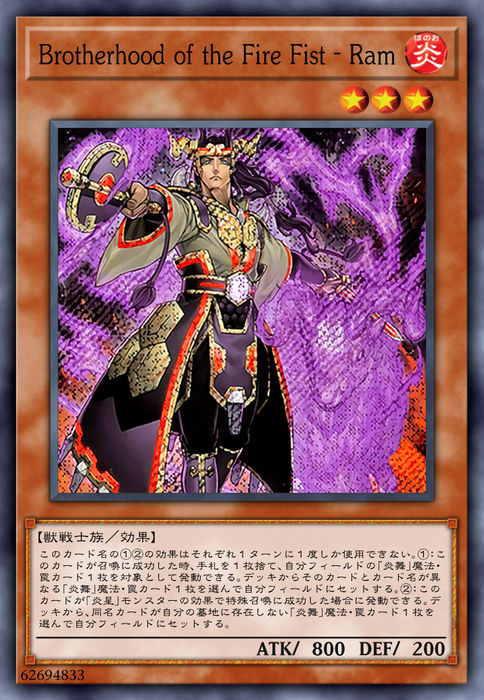 Brotherhood of the Fire Fist - Ram
ほのお
炎
【獣戦士族／効果】
このカード名の①②の効果はそれぞれ１ターンに１度しか使用できない。①：こ
のカードが召喚に成功した時、手札を１枚捨て、自分フィールドの「炎舞」魔法・
罠カード１枚を対象として発動できる。デッキからそのカードとカード名が異
なる「炎舞」魔法・罠カード１枚を選んで自分フィールドにセットする。②：この
カードが「炎星」モンスターの効果で特殊召喚に成功した場合に発動できる。デ
ッキから、同名カードが自分の墓地に存在しない「炎舞」魔法・罠カード１枚を
選んで自分フィールドにセットする。
ATK/ 800 DEF/ 200
62694833